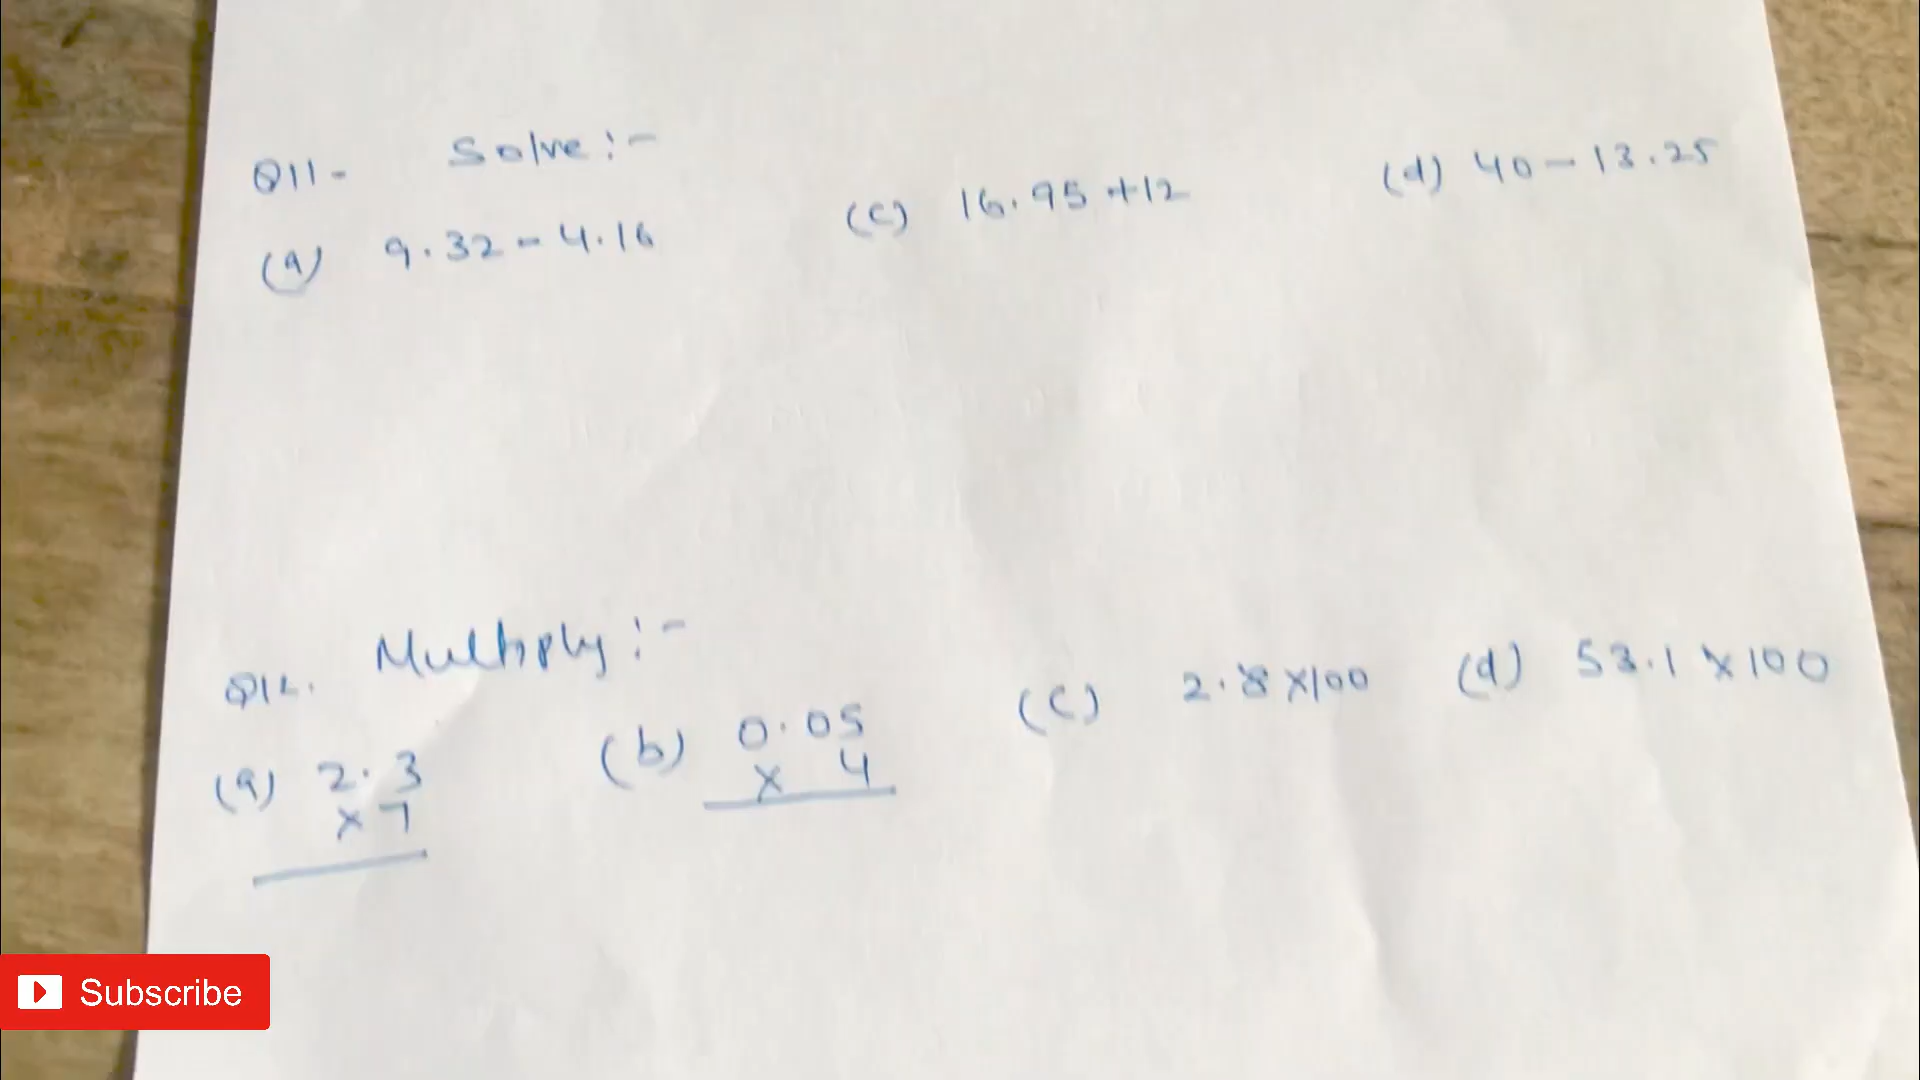 Q11- Solve:-
(a) 9.32 - 4.16 (c) 16.95 + 12 (d) 40 - 13.25
Q12. Multiply:-
(a) 2.3
x 7
(b) 0.05
x 4
(c) 2.8 x 100 (d) 53.1 x 100
Subscribe